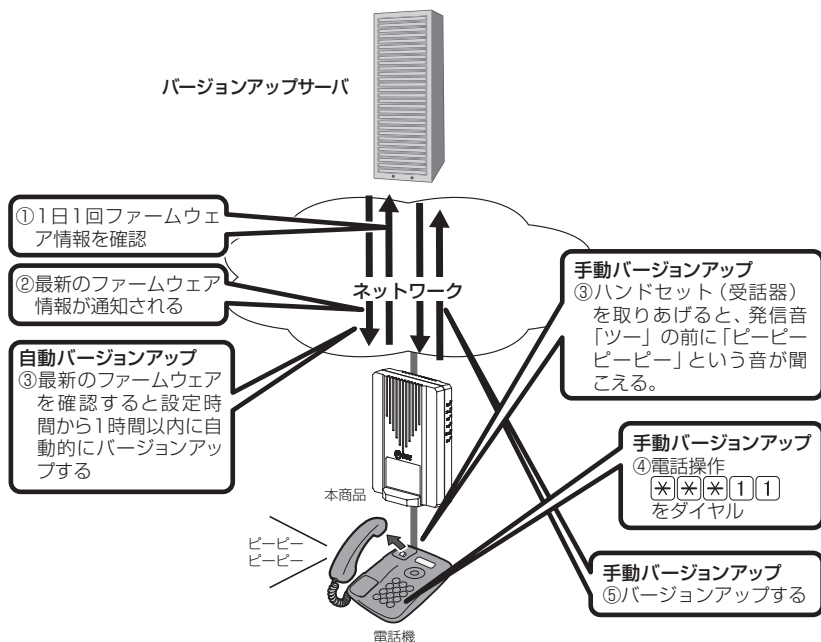 バージョンアップサーバ
①1日1回ファームウェ
ア情報を確認
②最新のファームウェア
情報が通知される
ネットワーク
自動バージョンアップ
③最新のファームウェア
を確認すると設定時
間から1時間以内に自
動的にバージョンアッ
プする
手動バージョンアップ
③ハンドセット(受話器)
を取りあげると、発信音
「ツー」の前に「ピーピー
ピーピー」という音が聞
こえる。
本商品
手動バージョンアップ
④電話操作
***11
をダイヤル
ピーピー
ピーピー
手動バージョンアップ
⑤バージョンアップする
電話機